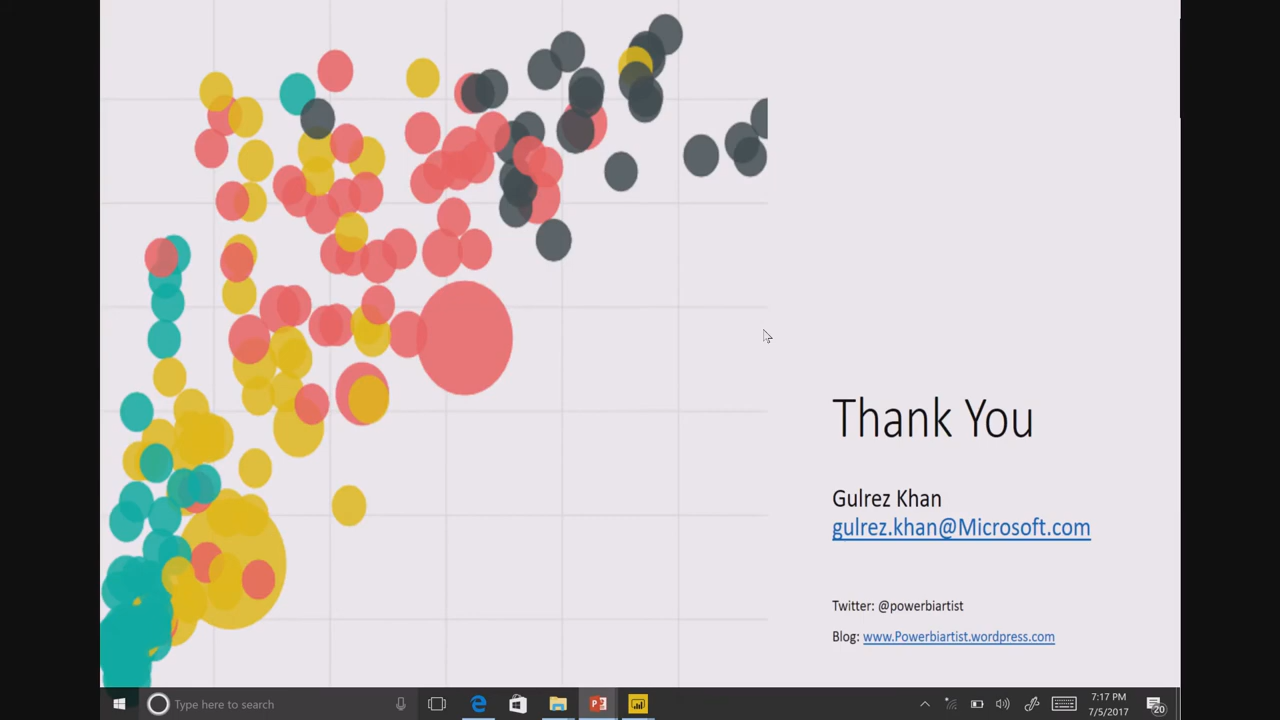 Thank You
Gulrez Khan
gulrez.khan@Microsoft.com
Twitter: @powerbiartist
Blog: www.Powerbiartist.wordpress.com
Type here to search
7:17 PM
7/5/2017
20